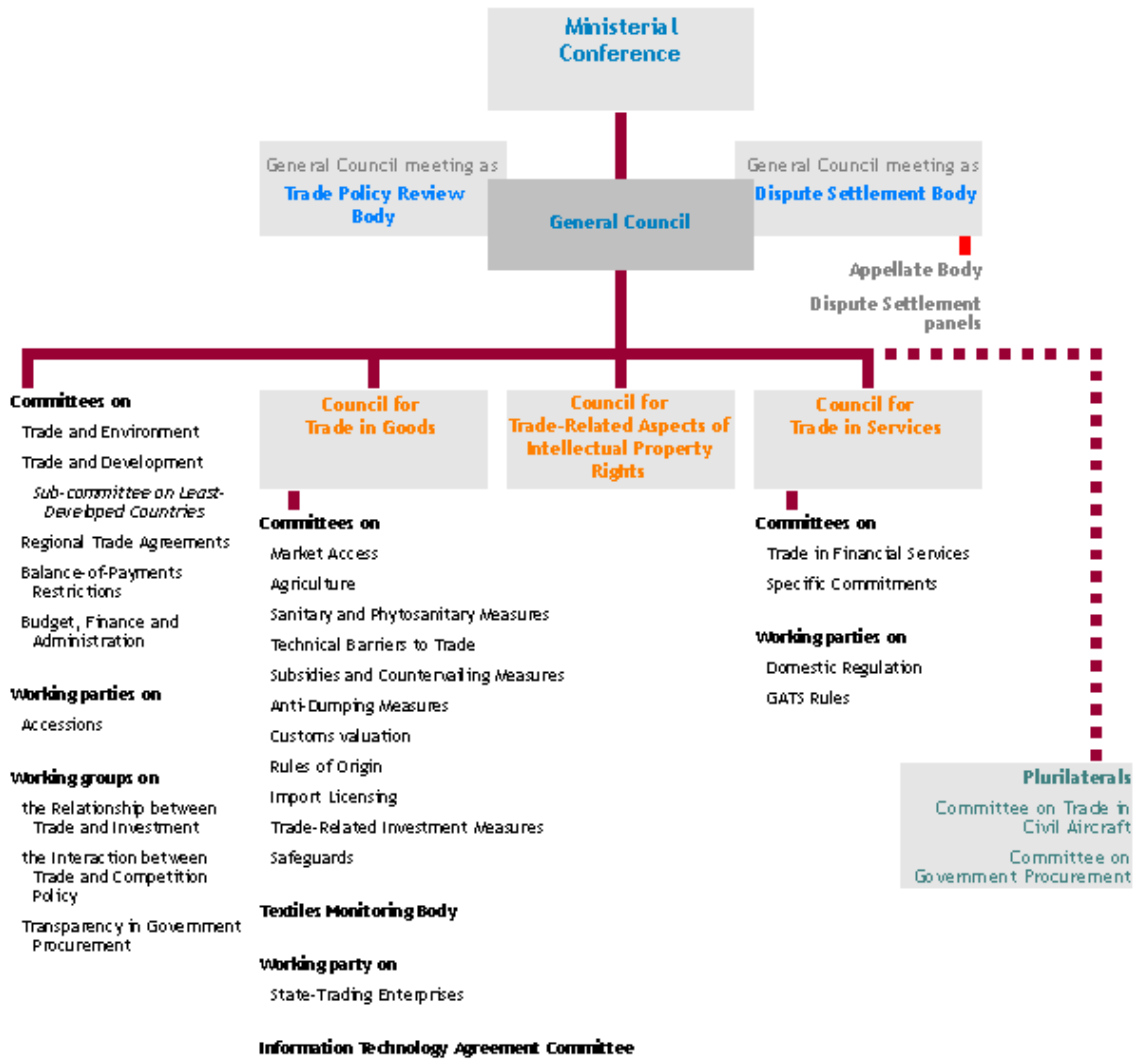 Ministerial
Conference
General Council meeting as
Trade Policy Review
Body
General Council
General Council meeting as
Dispute Settlement Body
Appellate Body
Dispute Settlement
panels
Committees on
Trade and Environment
Trade and Development
Sub-committee on Least-
Developed Countries
Regional Trade Agreements
Balance-of-Payments
Restrictions
Budget, Finance and
Administration
Working parties on
Accessions
Working groups on
the Relationship between
Trade and Investment
the Interaction between
Trade and Competition
Policy
Transparency in Government
Procurement
Council for
Trade in Goods
Committees on
Market Access
Agriculture
Sanitary and Phytosanitary Measures
Technical Barriers to Trade
Subsidies and Countervailing Measures
Anti-Dumping Measures
Customs valuation
Rules of Origin
Import Licensing
Trade-Related Investment Measures
Safeguards
Textiles Monitoring Body
Working party on
State-Trading Enterprises
Information Technology Agreement Committee
Council for
Trade-Related Aspects of
Intellectual Property
Rights
Council for
Trade in Services
Committees on
Trade in Financial Services
Specific Commitments
Working parties on
Domestic Regulation
GATS Rules
Plurilaterals
Committee on Trade in
Civil Aircraft
Committee on
Government Procurement